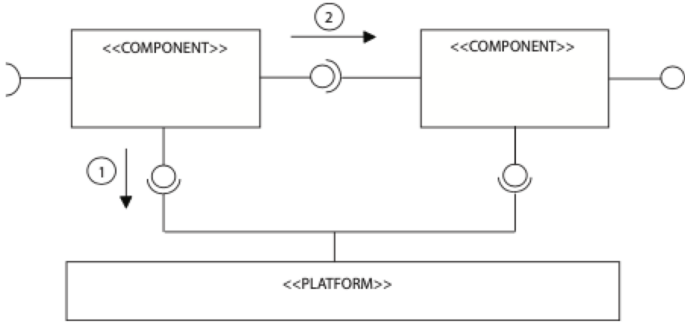 2
<<COMPONENT>>
<<COMPONENT>>
1
<<PLATFORM>>